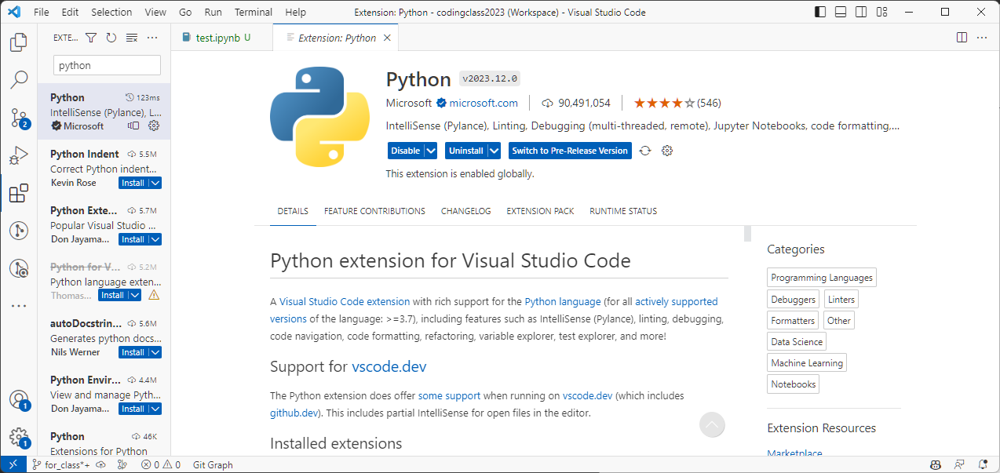 File Edit Selection View Go Run Terminal Help
Extension: Python - codingclass2023 (Workspace) - Visual Studio Code
EXTE...
test.ipynb U
Extension: Python
python
Python 123ms
IntelliSense (Pylance), L...
Microsoft
Python Indent 5.5M
Correct Python indent...
Kevin Rose Install
Python Exte... 5.7M
Popular Visual Studio ...
Don Jayama... Install
Python for V... 5.2M
Python language exten...
Thomas... Install
autoDocstrin... 5.6M
Generates python docs...
Nils Werner Install
Python Envir... 4.4M
View and manage Pyth...
Don Jayama... Install
Python 46K
Extensions for Python
2
1
1
Python v2023.12.0
Microsoft microsoft.com 90,491,054 (546)
IntelliSense (Pylance), Linting, Debugging (multi-threaded, remote), Jupyter Notebooks, code formatting,...
Disable Uninstall Switch to Pre-Release Version
This extension is enabled globally.
DETAILS FEATURE CONTRIBUTIONS CHANGELOG EXTENSION PACK RUNTIME STATUS
Python extension for Visual Studio Code
A Visual Studio Code extension with rich support for the Python language (for all actively supported
versions of the language: >=3.7), including features such as IntelliSense (Pylance), linting, debugging,
code navigation, code formatting, refactoring, variable explorer, test explorer, and more!
Support for vscode.dev
The Python extension does offer some support when running on vscode.dev (which includes
github.dev). This includes partial IntelliSense for open files in the editor.
Installed extensions
Categories
Programming Languages
Debuggers Linters
Formatters Other
Data Science
Machine Learning
Notebooks
Extension Resources
Marketplace
for_class*+ 0 0 Git Graph